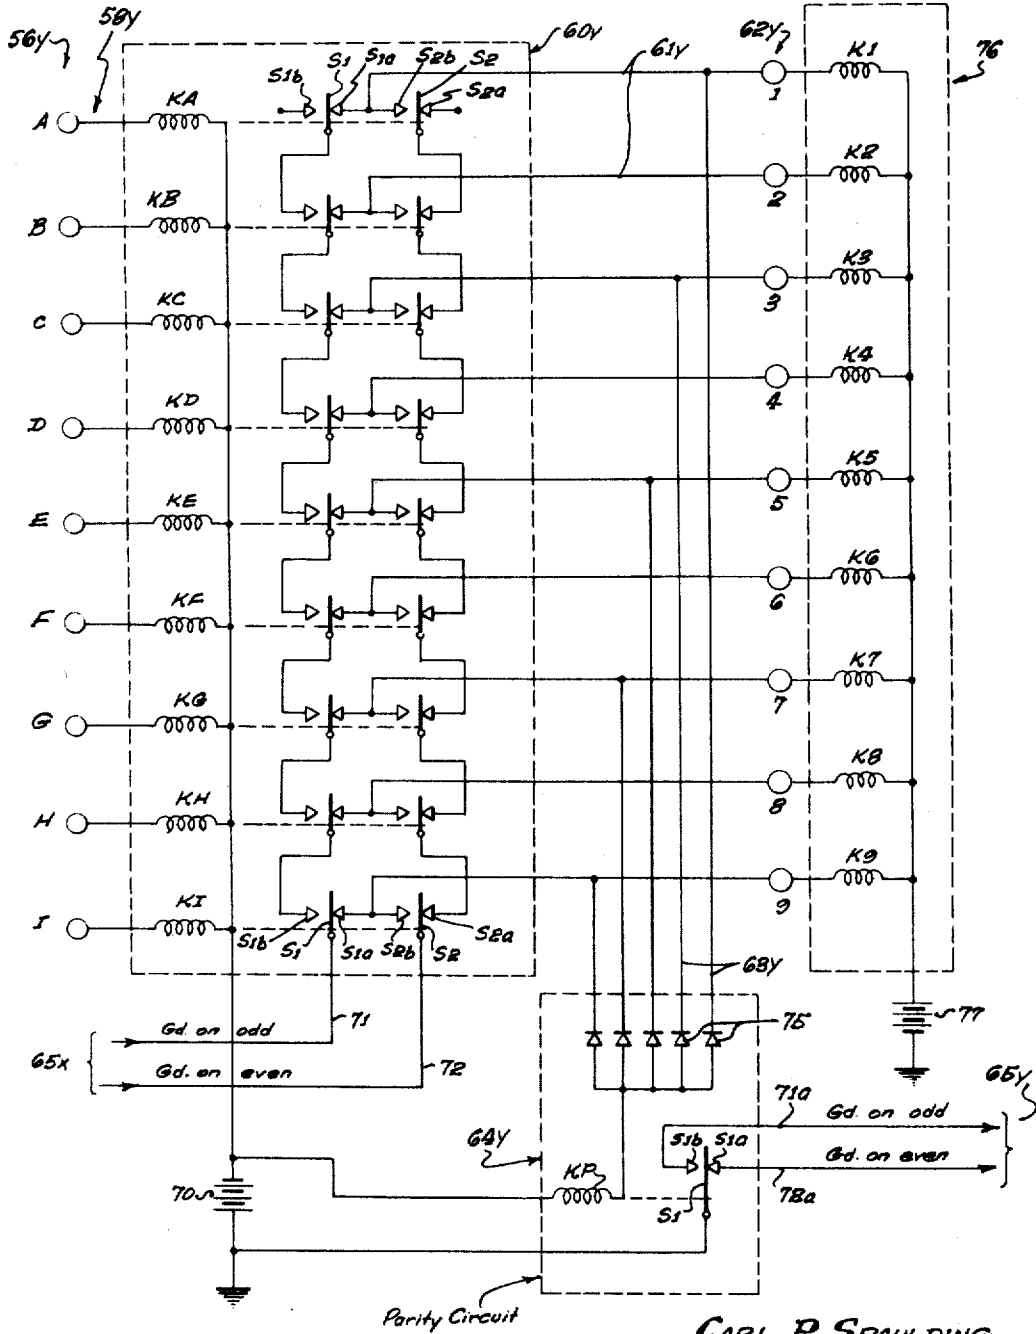 56y
58y
60y
61y
62y
76
S1b
S1
S1a
S2b
S2
S2a
A
KA
1
K1
B
KB
2
K2
C
KC
3
K3
D
KD
4
K4
E
KE
5
K5
F
KF
6
K6
G
KG
7
K7
H
KH
8
K8
I
KI
9
K9
S1b
S1
S1a
S2b
S2
S2a
63y
75
77
65x
Gd. on odd
71
Gd. on even
72
65y
71a
Gd. on odd
64y
S1b
S1a
Gd. on even
72a
70
KP
S1
Parity Circuit
CARL P. SPAULDING